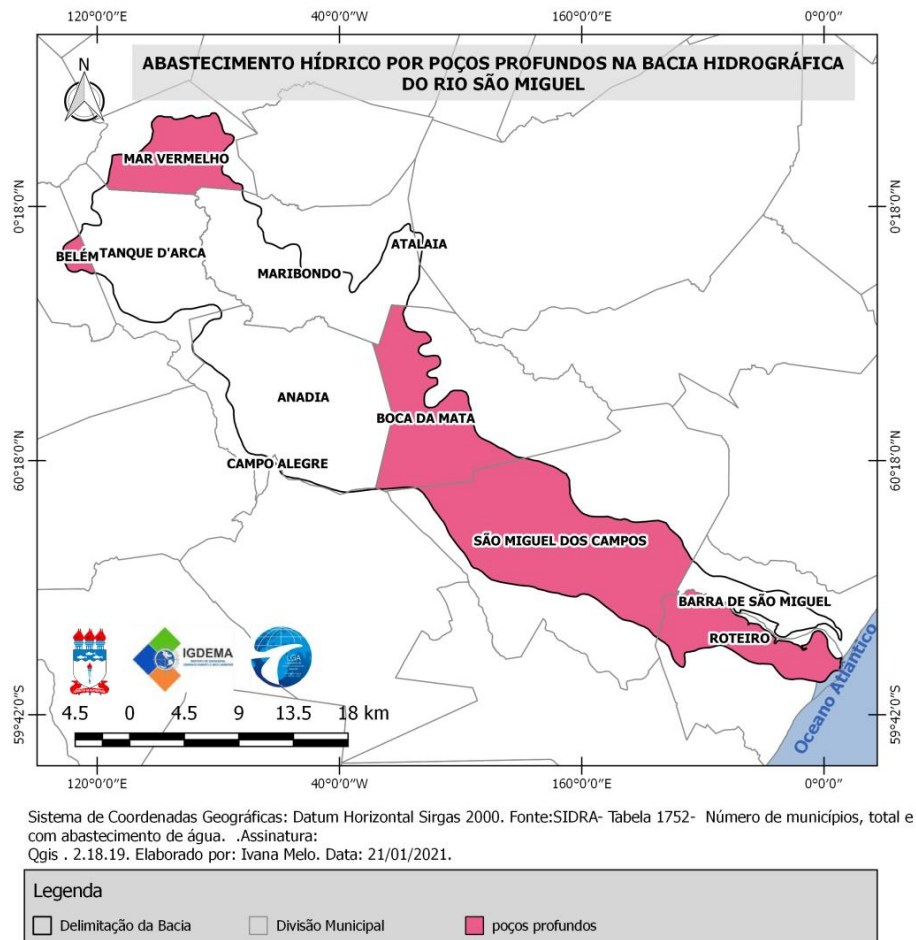 120°0'0"E 40°0'0"W 160°0'0"E 0°0'0"E
ABASTECIMENTO HÍDRICO POR POÇOS PROFUNDOS NA BACIA HIDROGRÁFICA
DO RIO SÃO MIGUEL
N
MAR VERMELHO
0°18'0"N 0°18'0"N
ATALAIA
BELÉM TANQUE D'ARCA
MARIBONDO
ANADIA
BOCA DA MATA
CAMPO ALEGRE
60°18'0"N 60°18'0"N
SÃO MIGUEL DOS CAMPOS
BARRA DE SÃO MIGUEL
ROTEIRO
IGDEMA
LGA
Oceano Atlântico
59°42'0"S 59°42'0"S
4.5 0 4.5 9 13.5 18 km
120°0'0"E 40°0'0"W 160°0'0"E 0°0'0"E
Sistema de Coordenadas Geográficas: Datum Horizontal Sirgas 2000. Fonte:SIDRA- Tabela 1752- Número de municípios, total e
com abastecimento de água. .Assinatura:
Qgis . 2.18.19. Elaborado por: Ivana Melo. Data: 21/01/2021.
Legenda
Delimitação da Bacia Divisão Municipal poços profundos